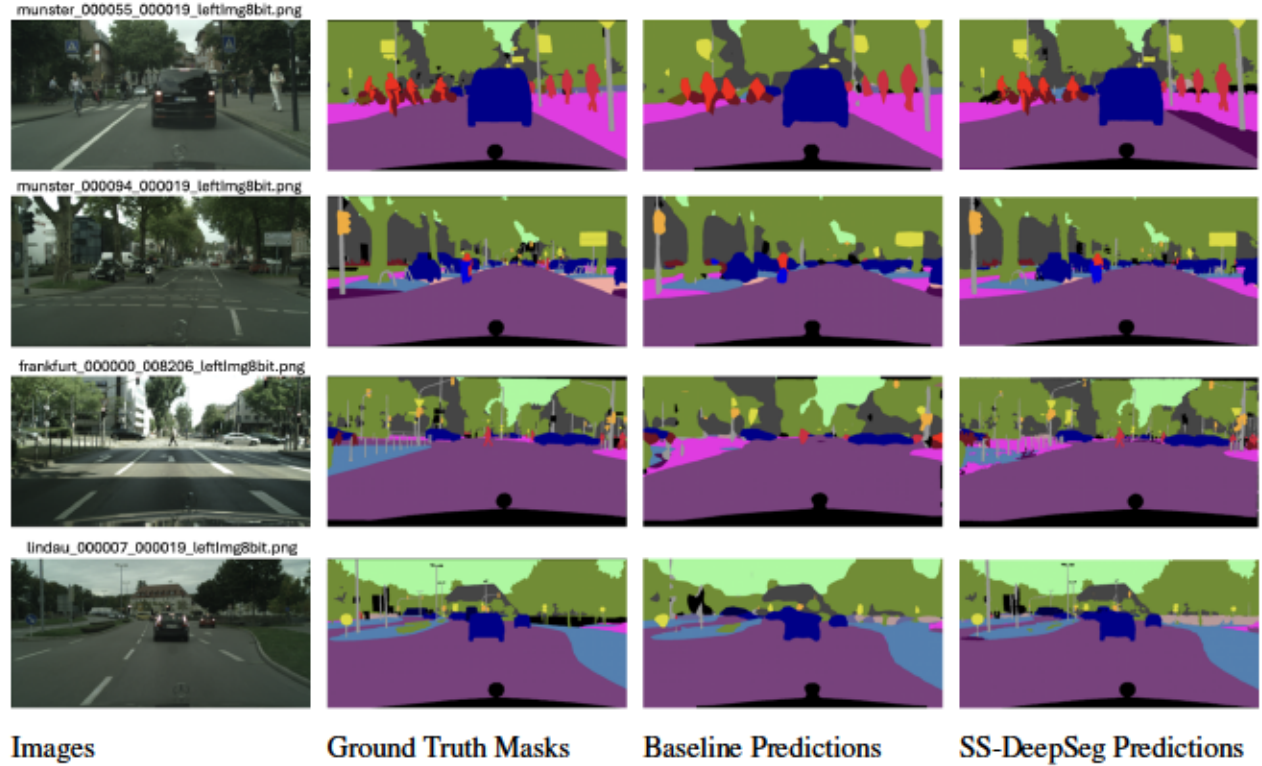 munster_000055_000019_leftImg8bit.png
munster_000094_000019_leftImg8bit.png
frankfurt_000000_008206_leftImg8bit.png
lindau_000007_000019_leftImg8bit.png
Images Ground Truth Masks Baseline Predictions SS-DeepSeg Predictions